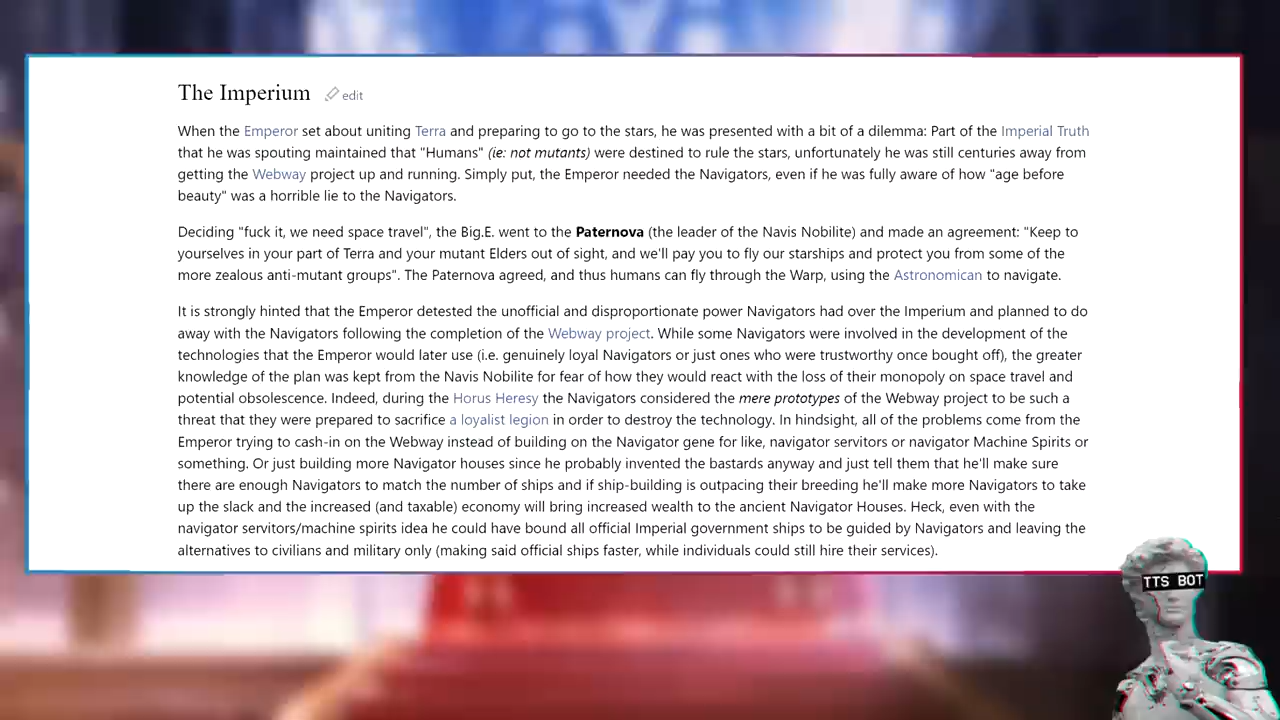 The Imperium edit
When the Emperor set about uniting Terra and preparing to go to the stars, he was presented with a bit of a dilemma: Part of the Imperial Truth
that he was spouting maintained that "Humans" (ie: not mutants) were destined to rule the stars, unfortunately he was still centuries away from
getting the Webway project up and running. Simply put, the Emperor needed the Navigators, even if he was fully aware of how "age before
beauty" was a horrible lie to the Navigators.
Deciding "fuck it, we need space travel", the Big.E. went to the Paternova (the leader of the Navis Nobilite) and made an agreement: "Keep to
yourselves in your part of Terra and your mutant Elders out of sight, and we'll pay you to fly our starships and protect you from some of the
more zealous anti-mutant groups". The Paternova agreed, and thus humans can fly through the Warp, using the Astronomican to navigate.
It is strongly hinted that the Emperor detested the unofficial and disproportionate power Navigators had over the Imperium and planned to do
away with the Navigators following the completion of the Webway project. While some Navigators were involved in the development of the
technologies that the Emperor would later use (i.e. genuinely loyal Navigators or just ones who were trustworthy once bought off), the greater
knowledge of the plan was kept from the Navis Nobilite for fear of how they would react with the loss of their monopoly on space travel and
potential obsolescence. Indeed, during the Horus Heresy the Navigators considered the mere prototypes of the Webway project to be such a
threat that they were prepared to sacrifice a loyalist legion in order to destroy the technology. In hindsight, all of the problems come from the
Emperor trying to cash-in on the Webway instead of building on the Navigator gene for like, navigator servitors or navigator Machine Spirits or
something. Or just building more Navigator houses since he probably invented the bastards anyway and just tell them that he'll make sure
there are enough Navigators to match the number of ships and if ship-building is outpacing their breeding he'll make more Navigators to take
up the slack and the increased (and taxable) economy will bring increased wealth to the ancient Navigator Houses. Heck, even with the
navigator servitors/machine spirits idea he could have bound all official Imperial government ships to be guided by Navigators and leaving the
alternatives to civilians and military only (making said official ships faster, while individuals could still hire their services).
TTS BOT